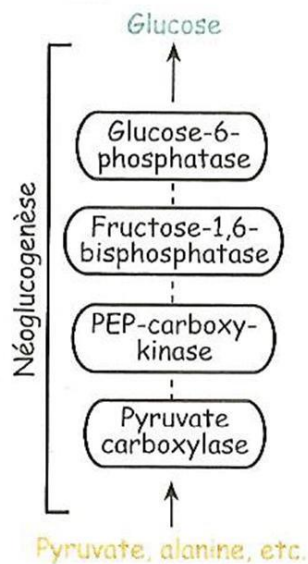 Glucose
Glucose-6-
phosphatase
Fructose-1,6-
bisphosphatase
PEP-carboxy-
kinase
Pyruvate
carboxylase
Néoglucogenèse
Pyruvate, alanine, etc.